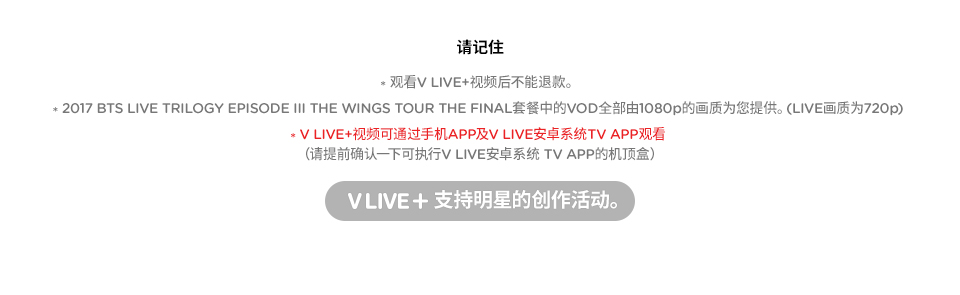 请记住
* 观看V LIVE+视频后不能退款。
* 2017 BTS LIVE TRILOGY EPISODE III THE WINGS TOUR THE FINAL套餐中的VOD全部由1080p的画质为您提供。(LIVE画质为720p)
* V LIVE+视频可通过手机APP及V LIVE安卓系统TV APP观看
（请提前确认一下可执行V LIVE安卓系统 TV APP的机顶盒）
V LIVE+ 支持明星的创作活动。